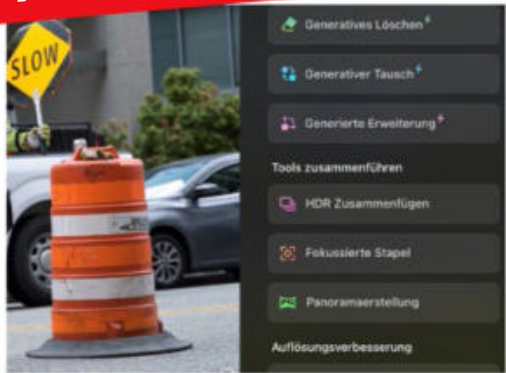 SLOW
Generatives Löschen
Generativer Tausch
Generierte Erweiterung
Tools zusammenführen
HDR Zusammenfügen
Fokussierte Stapel
Panoramaerstellung
Auflösungsverbesserung